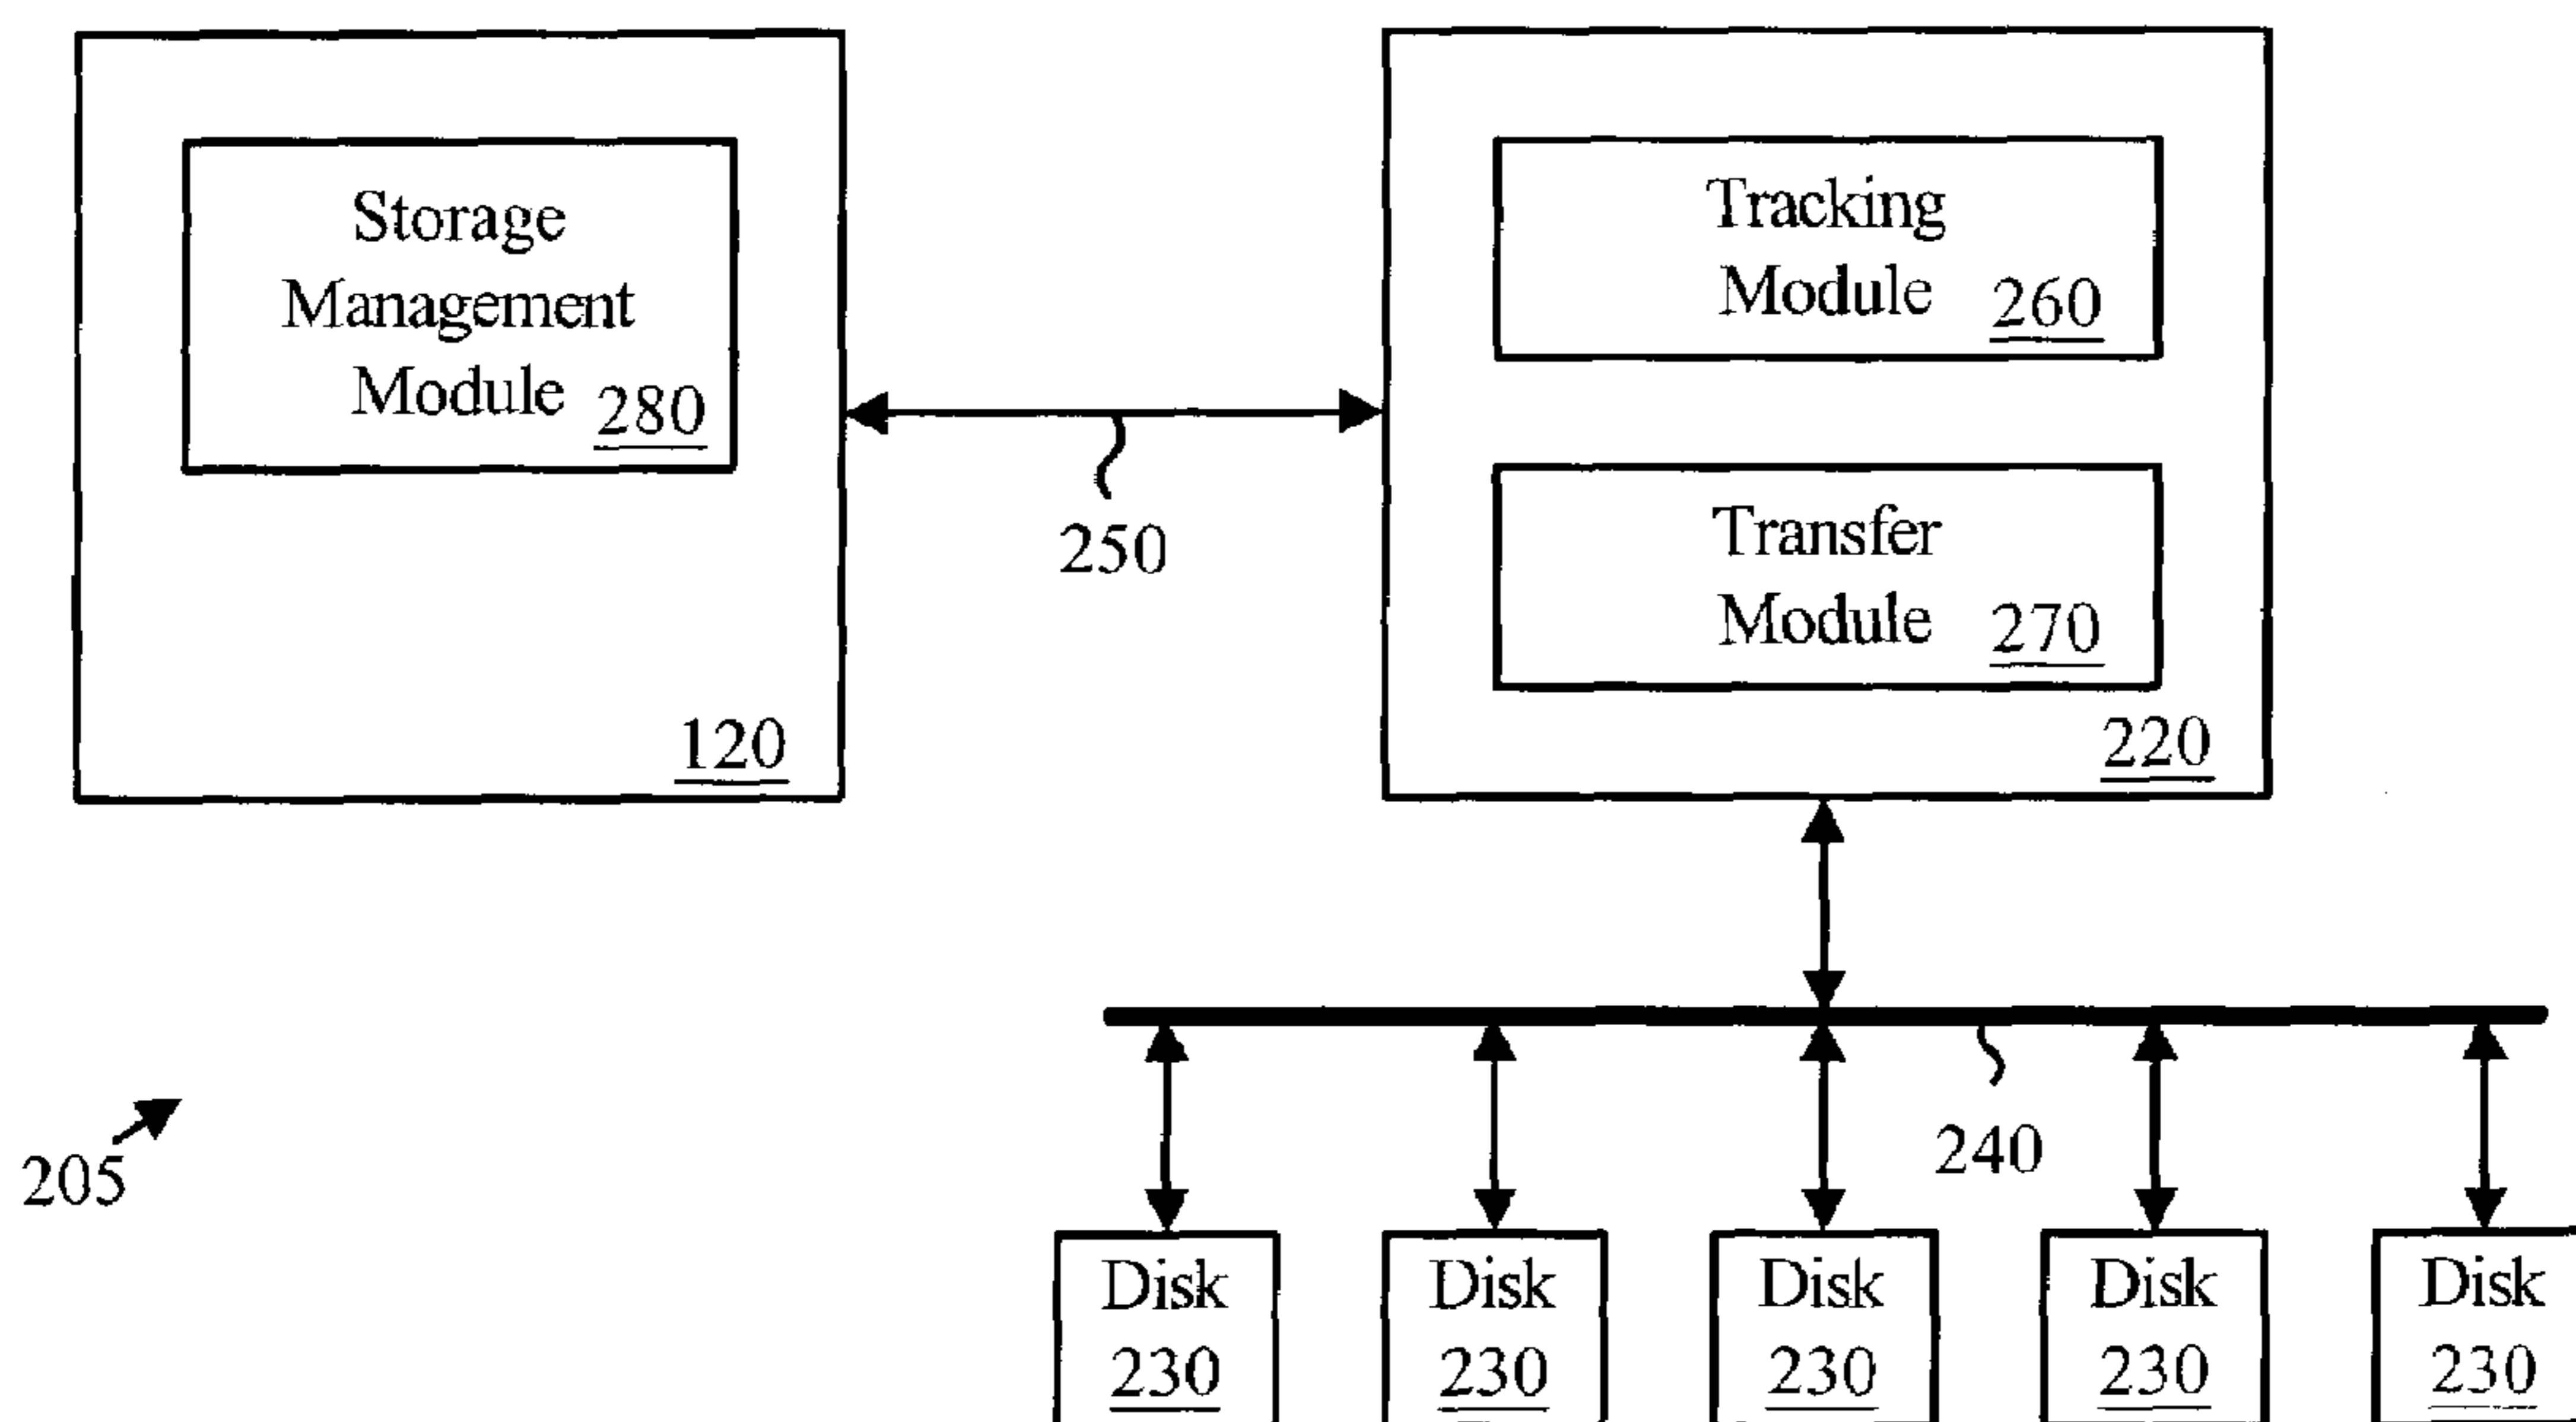 Storage
Management
Module 280
120
250
Tracking
Module 260
Transfer
Module 270
220
240
205
Disk
230
Disk
230
Disk
230
Disk
230
Disk
230